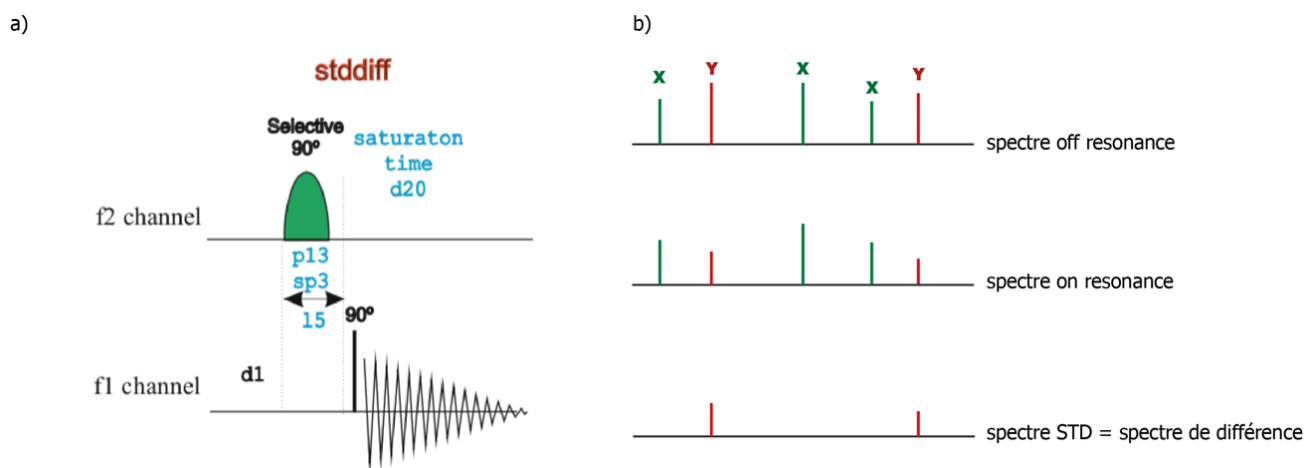 a)
stddiff
Selective
90º
saturaton
time
d20
f2 channel
p13
sp3
l5
90º
d1
f1 channel
b)
X
Y
X
X
Y
spectre off resonance
spectre on resonance
spectre STD = spectre de différence